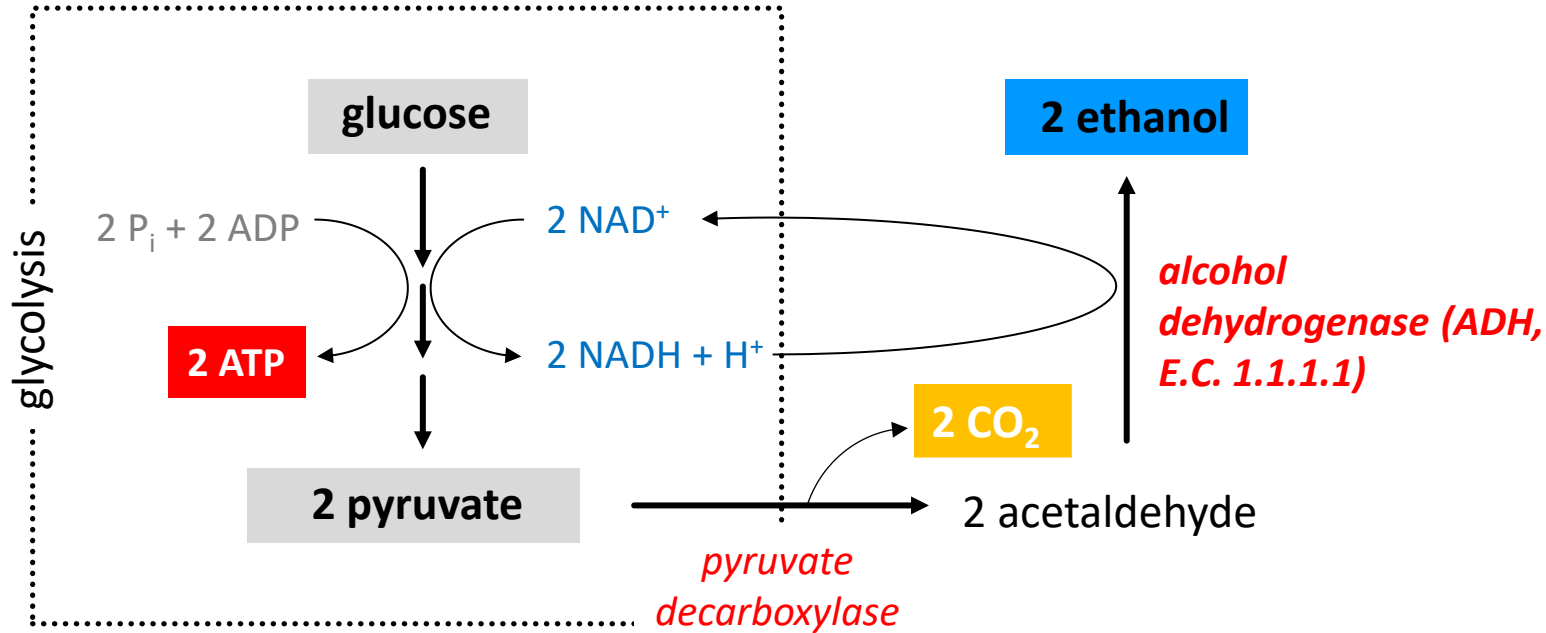 glycolysis
glucose
2 Pᵢ + 2 ADP
2 NAD⁺
2 ATP
2 NADH + H⁺
2 pyruvate
pyruvate
decarboxylase
2 CO₂
2 acetaldehyde
2 ethanol
alcohol
dehydrogenase (ADH,
E.C. 1.1.1.1)